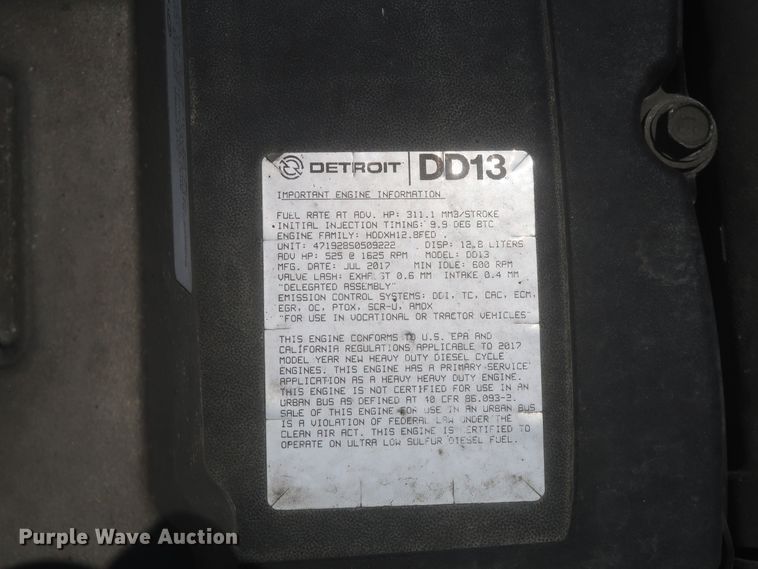 DETROIT DD13
IMPORTANT ENGINE INFORMATION
FUEL RATE AT ADV. HP: 311.1 MM3/STROKE
INITIAL INJECTION TIMING: 9.9 DEG BTC
ENGINE FAMILY: HDDXH12.8FED .
UNIT: 471928S0509222 DISP: 12.8 LITERS
ADV HP: 525 @ 1625 RPM MODEL: DD13
MFG. DATE: JUL 2017 MIN IDLE: 600 RPM
VALVE LASH: EXH ST 0.6 MM INTAKE 0.4 MM
"DELEGATED ASSEMBLY"
EMISSION CONTROL SYSTEMS: DDI, TC, CAC, ECM,
EGR, OC, PTOX, SCR-U, AMOX
"FOR USE IN VOCATIONAL OR TRACTOR VEHICLES"
THIS ENGINE CONFORMS TO U.S. EPA AND
CALIFORNIA REGULATIONS APPLICABLE TO 2017
MODEL YEAR NEW HEAVY DUTY DIESEL CYCLE
ENGINES. THIS ENGINE HAS A PRIMARY SERVICE
APPLICATION AS A HEAVY HEAVY DUTY ENGINE.
THIS ENGINE IS NOT CERTIFIED FOR USE IN AN
URBAN BUS AS DEFINED AT 40 CFR 86.093-2.
SALE OF THIS ENGINE FOR USE IN AN URBAN BUS
IS A VIOLATION OF FEDERAL LAW UNDER THE
CLEAN AIR ACT. THIS ENGINE IS CERTIFIED TO
OPERATE ON ULTRA LOW SULFUR DIESEL FUEL.
Purple Wave Auction